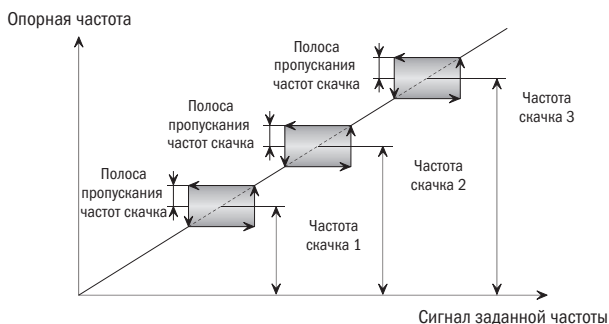 Опорная частота
Полоса
пропускания
частот скачка
Частота
скачка 3
Полоса
пропускания
частот скачка
Частота
скачка 2
Полоса
пропускания
частот скачка
Частота
скачка 1
Сигнал заданной частоты